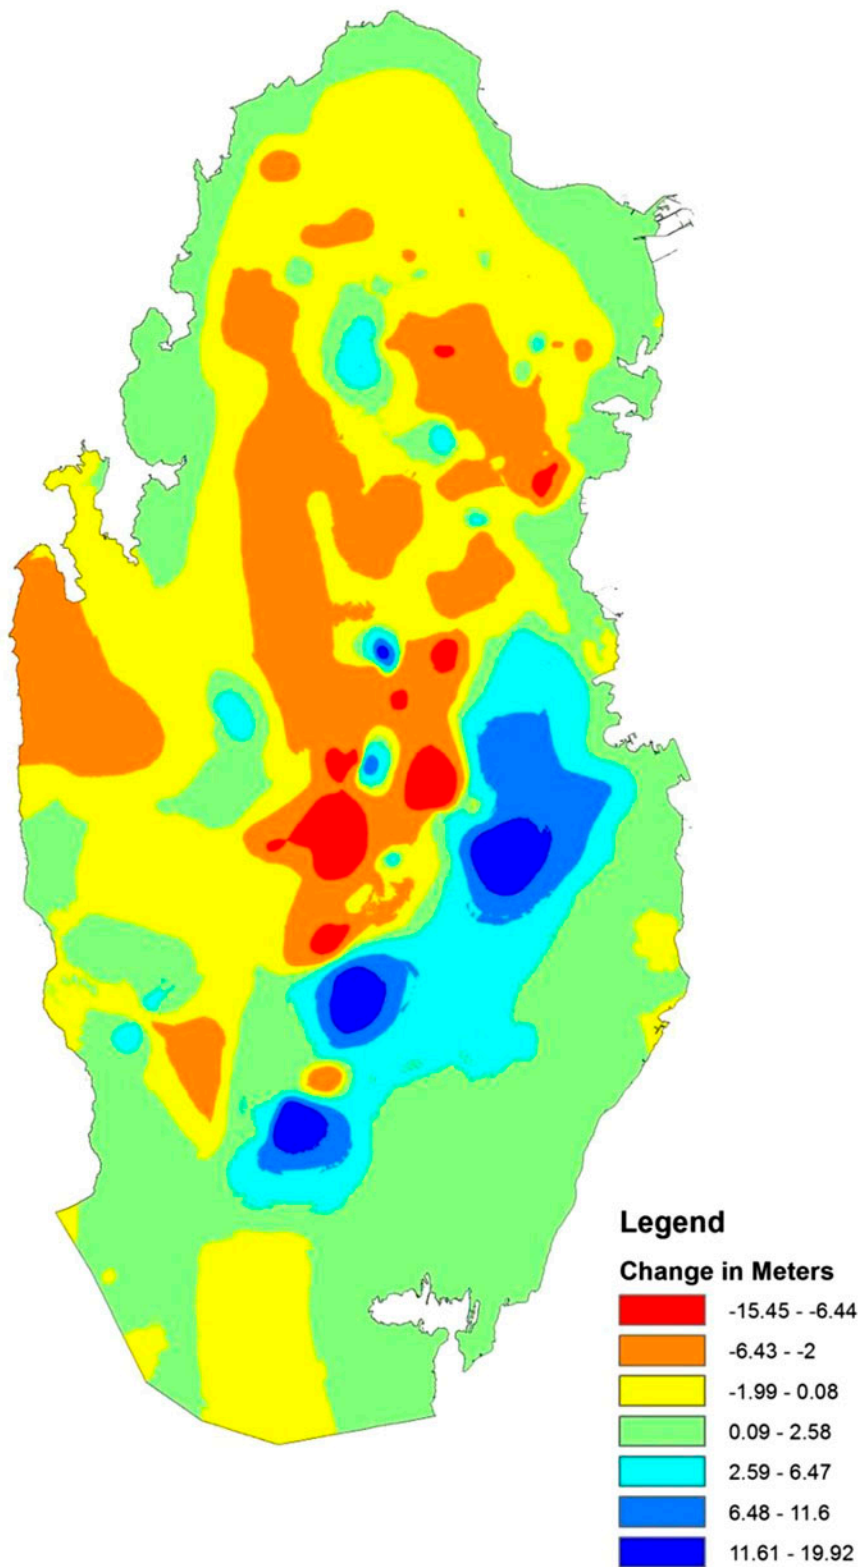 Legend
Change in Meters
-15.45 - -6.44
-6.43 - -2
-1.99 - 0.08
0.09 - 2.58
2.59 - 6.47
6.48 - 11.6
11.61 - 19.92